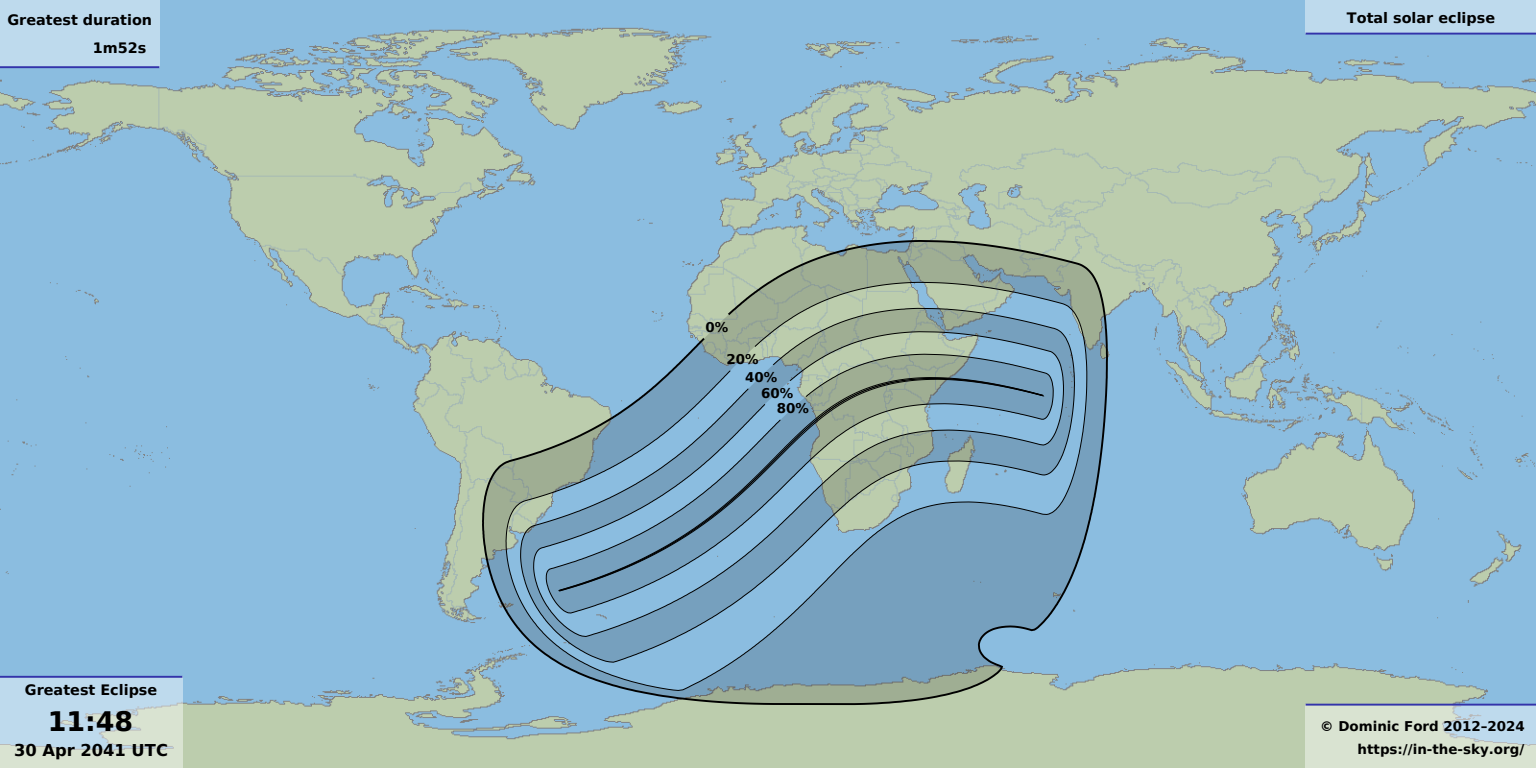 Greatest duration
1m52s
Total solar eclipse
0%
20%
40%
60%
80%
Greatest Eclipse
11:48
30 Apr 2041 UTC
© Dominic Ford 2012–2024
https://in-the-sky.org/